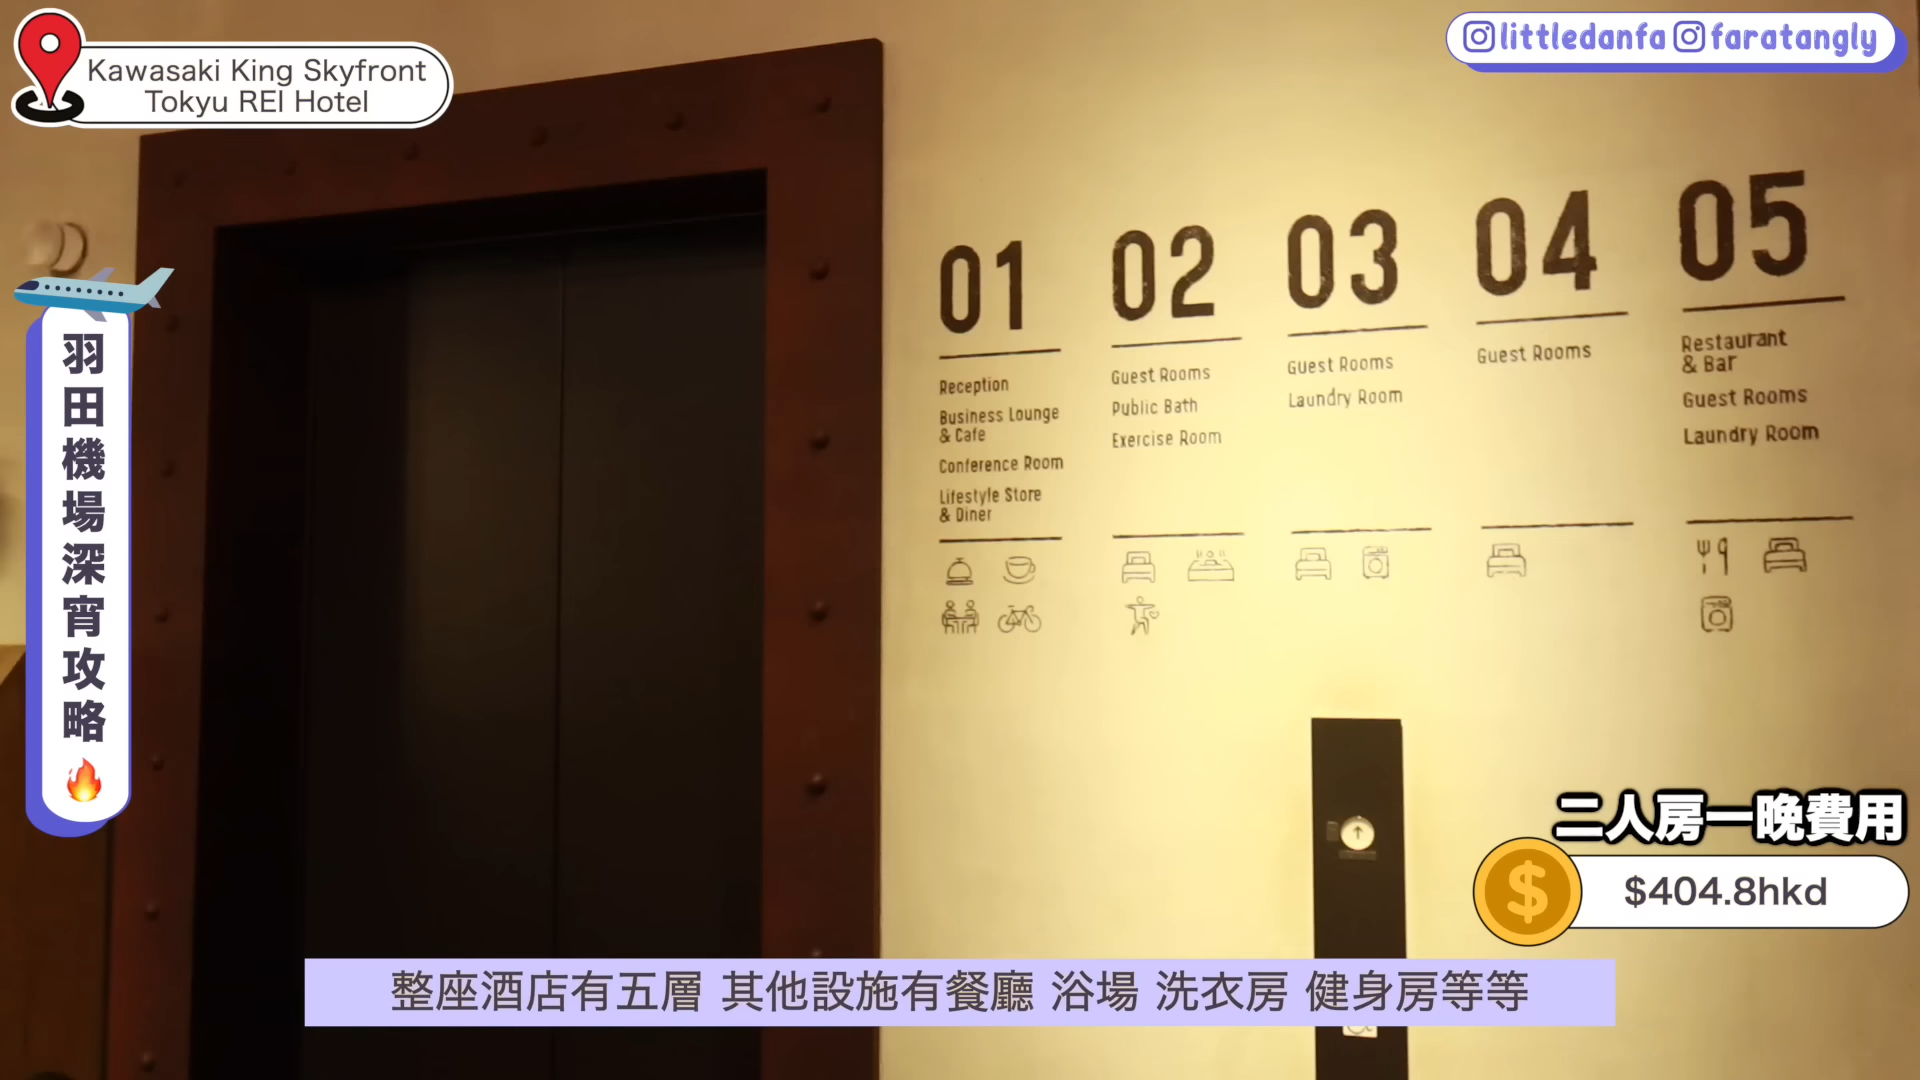 Kawasaki King Skyfront
Tokyu REI Hotel
littledanfa faratangly
羽田機場深宵攻略
01
Reception
Business Lounge
& Cafe
Conference Room
Lifestyle Store
& Diner
02
Guest Rooms
Public Bath
Exercise Room
03
Guest Rooms
Laundry Room
04
Guest Rooms
05
Restaurant
& Bar
Guest Rooms
Laundry Room
二人房一晚費用
$
$404.8hkd
整座酒店有五層 其他設施有餐廳 浴場 洗衣房 健身房等等